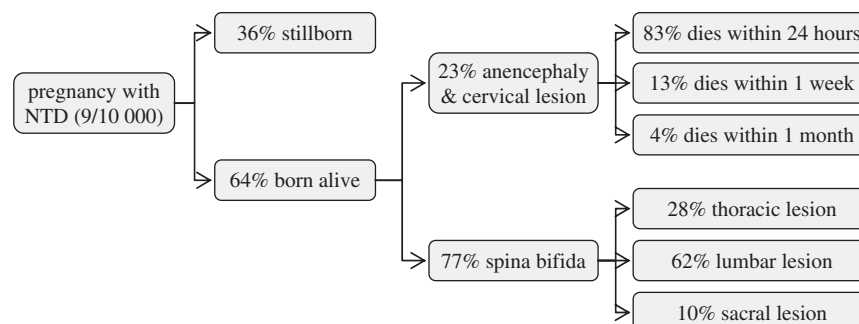 36% stillborn
pregnancy with
NTD (9/10 000)
64% born alive
23% anencephaly
& cervical lesion
83% dies within 24 hours
13% dies within 1 week
4% dies within 1 month
77% spina bifida
28% thoracic lesion
62% lumbar lesion
10% sacral lesion